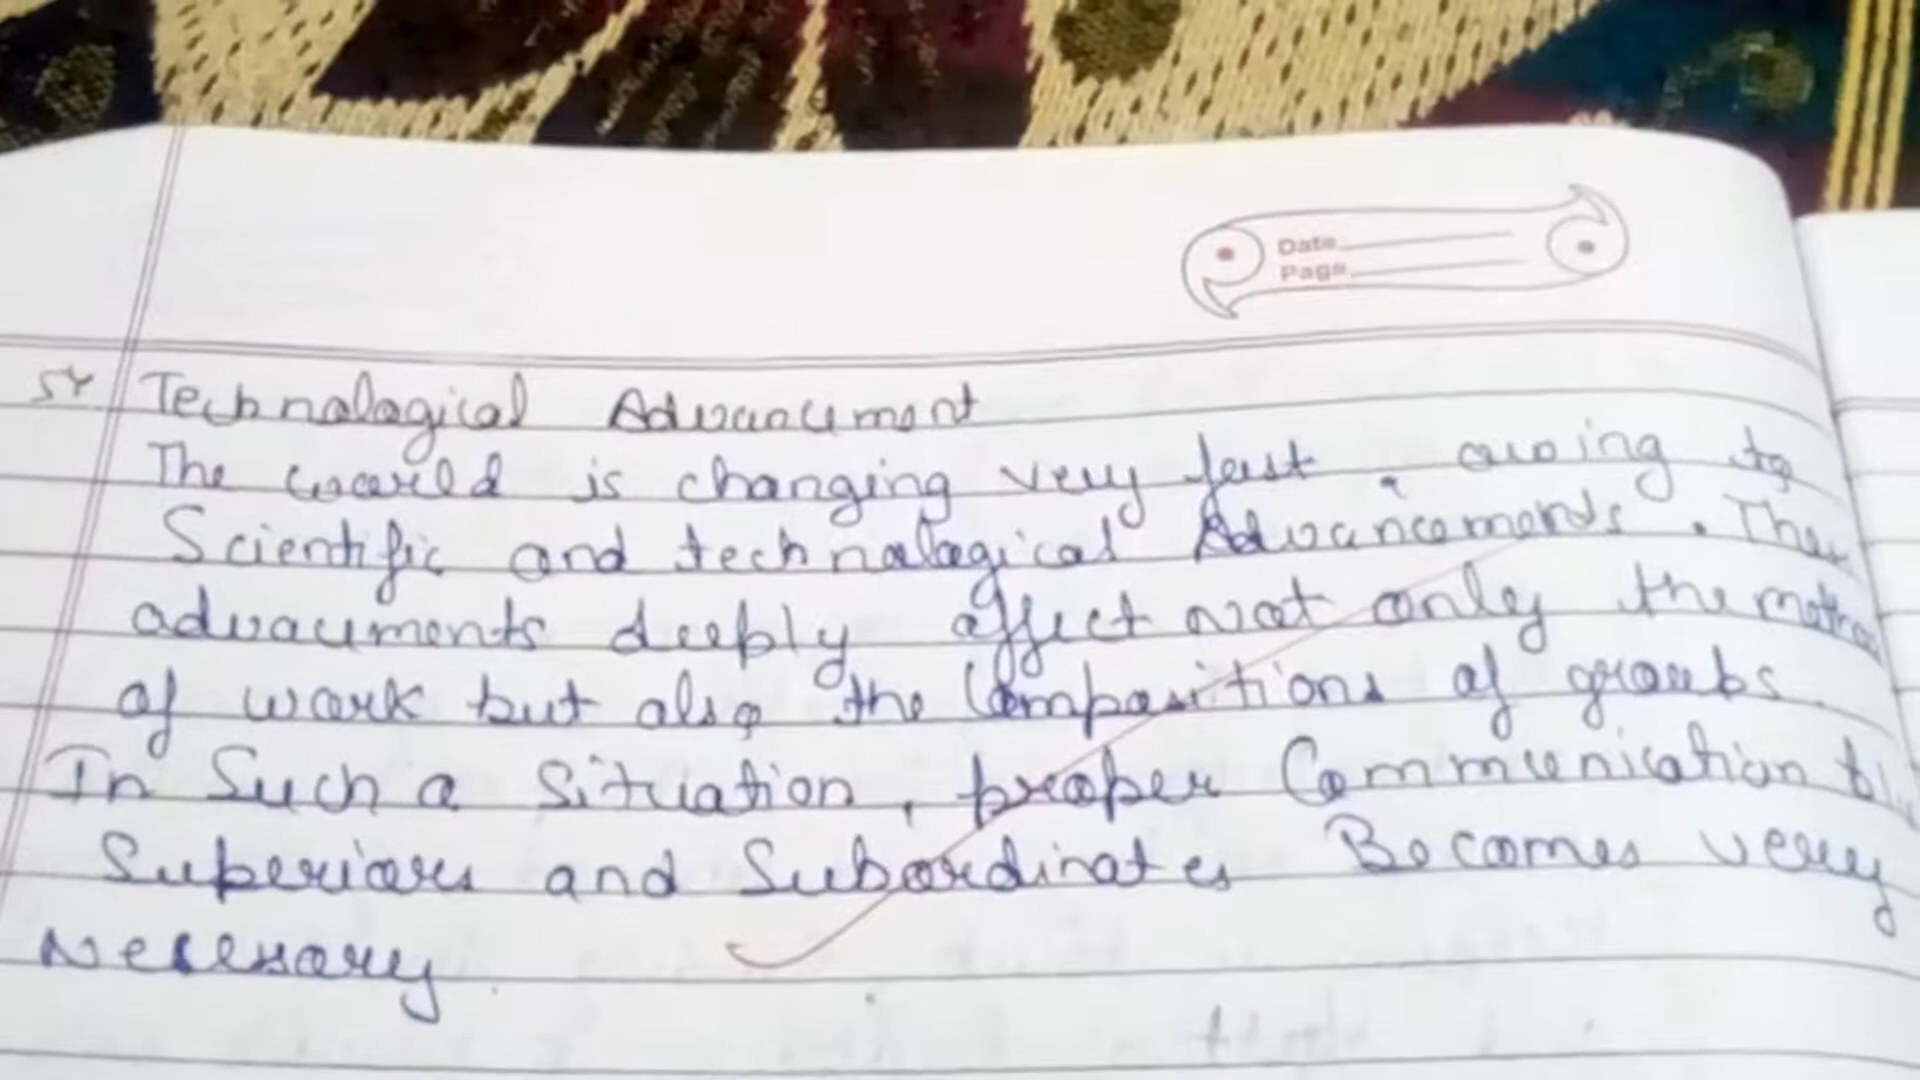 Date
Page
5) Technological Advancement
The world is changing very fast, owing to
Scientific and technological Advancements. The
advancments deeply affect not only the method
of work but also the Compositions of groups.
In Such a Situation, proper Communication
Superiors and Subordinates Becomes very
necessary.